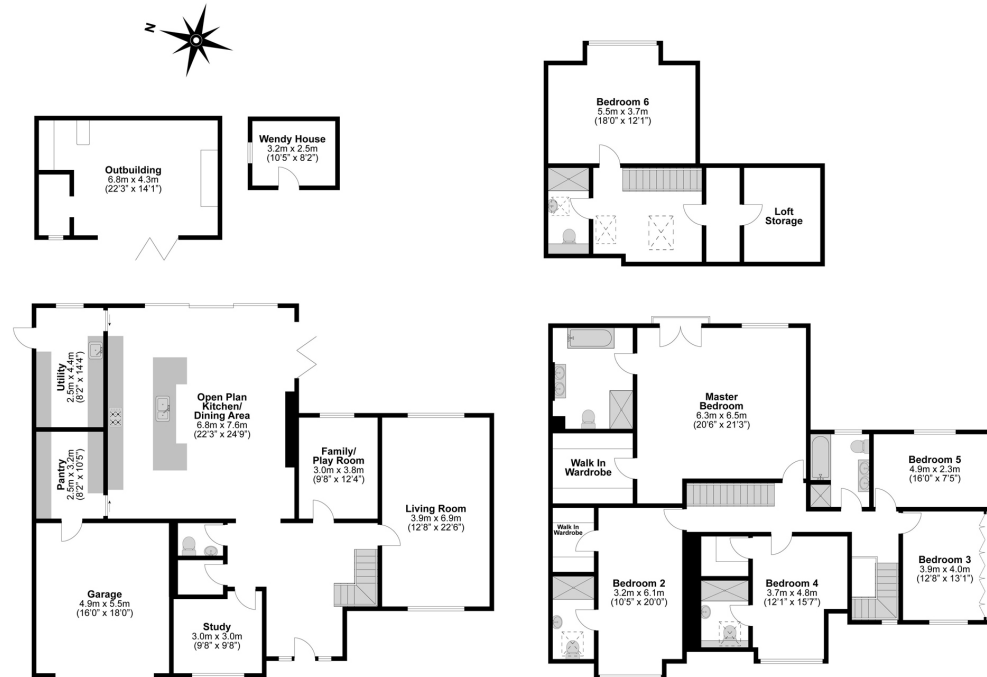 N
Outbuilding
6.8m x 4.3m
(22'3" x 14'1")
Wendy House
3.2m x 2.5m
(10'5" x 8'2")
Bedroom 6
5.5m x 3.7m
(18'0" x 12'1")
Loft
Storage
Utility
2.5m x 4.4m
(8'2" x 14'4")
Pantry
2.5m x 3.2m
(8'2" x 10'5")
Open Plan
Kitchen/
Dining Area
6.8m x 7.6m
(22'3" x 24'9")
Family/
Play Room
3.0m x 3.8m
(9'8" x 12'4")
Living Room
3.9m x 6.9m
(12'8" x 22'6")
Garage
4.9m x 5.5m
(16'0" x 18'0")
Study
3.0m x 3.0m
(9'8" x 9'8")
Master
Bedroom
6.3m x 6.5m
(20'6" x 21'3")
Walk In
Wardrobe
Bedroom 5
4.9m x 2.3m
(16'0" x 7'5")
Walk In
Wardrobe
Bedroom 2
3.2m x 6.1m
(10'5" x 20'0")
Bedroom 4
3.7m x 4.8m
(12'1" x 15'7")
Bedroom 3
3.9m x 4.0m
(12'8" x 13'1")